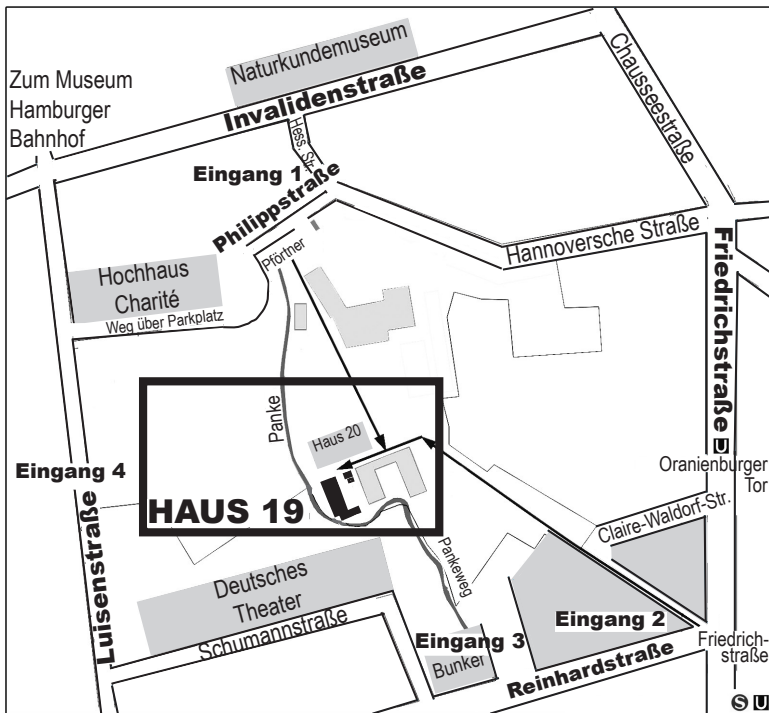 Naturkundemuseum
Zum Museum
Hamburger
Bahnhof
Invalidenstraße
Chausseestraße
Hess. Str.
Eingang 1
Philippstraße
Pförtner
Hannoversche Straße
Friedrichstraße
Hochhaus
Charité
Weg über Parkplatz
Panke
Haus 20
U
Oranienburger
Tor
Eingang 4
HAUS 19
Claire-Waldorf-Str.
Luisenstraße
Pankeweg
Deutsches
Theater
Schumannstraße
Eingang 3
Bunker
Eingang 2
Reinhardstraße
Friedrich-
straße
S U